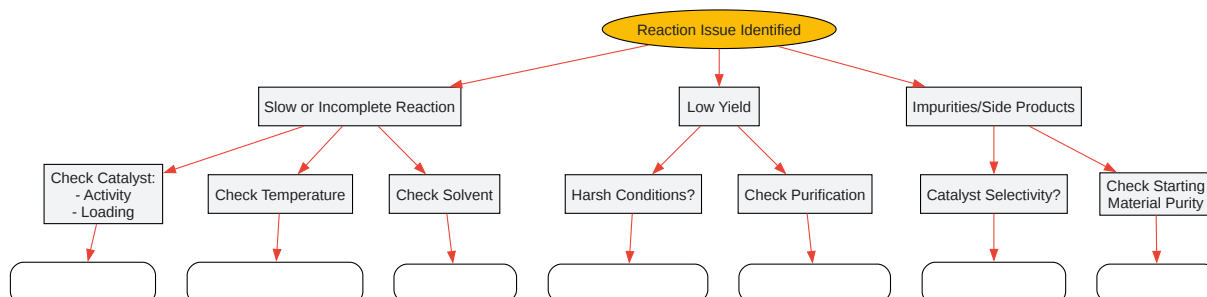 Reaction Issue Identified
Slow or Incomplete Reaction
Low Yield
Impurities/Side Products
Check Catalyst:
- Activity
- Loading
Check Temperature
Check Solvent
Harsh Conditions?
Check Purification
Catalyst Selectivity?
Check Starting
Material Purity